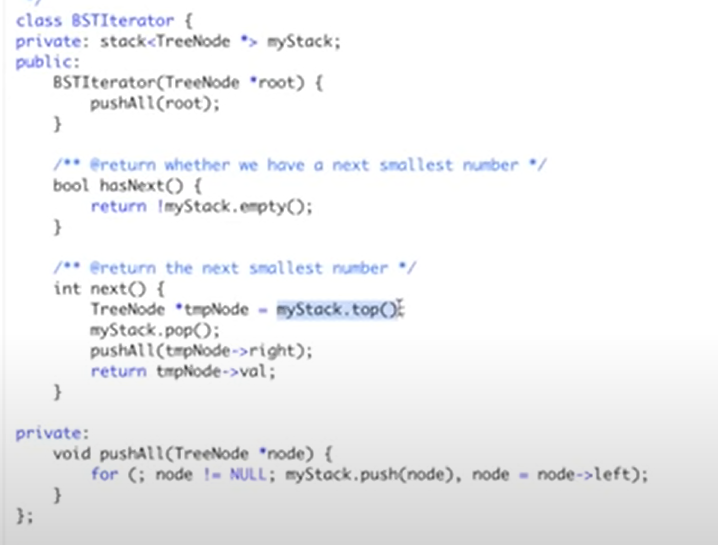 class BSTIterator {
private: stack<TreeNode *> myStack;
public:
    BSTIterator(TreeNode *root) {
        pushAll(root);
    }

    /** @return whether we have a next smallest number */
    bool hasNext() {
        return !myStack.empty();
    }

    /** @return the next smallest number */
    int next() {
        TreeNode *tmpNode = myStack.top();
        myStack.pop();
        pushAll(tmpNode->right);
        return tmpNode->val;
    }

private:
    void pushAll(TreeNode *node) {
        for (; node != NULL; myStack.push(node), node = node->left);
    }
};